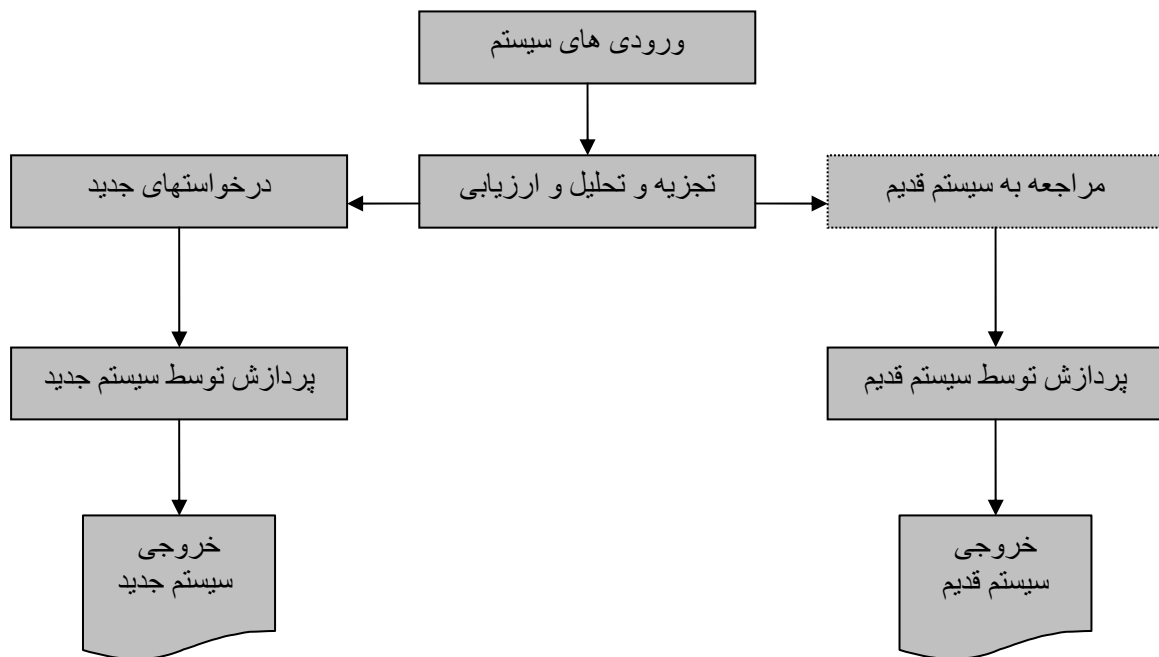 ورودی های سیستم
تجزیه و تحلیل و ارزیابی
مراجعه به سیستم قدیم
درخواستهای جدید
پردازش توسط سیستم قدیم
پردازش توسط سیستم جدید
خروجی
سیستم قدیم
خروجی
سیستم جدید